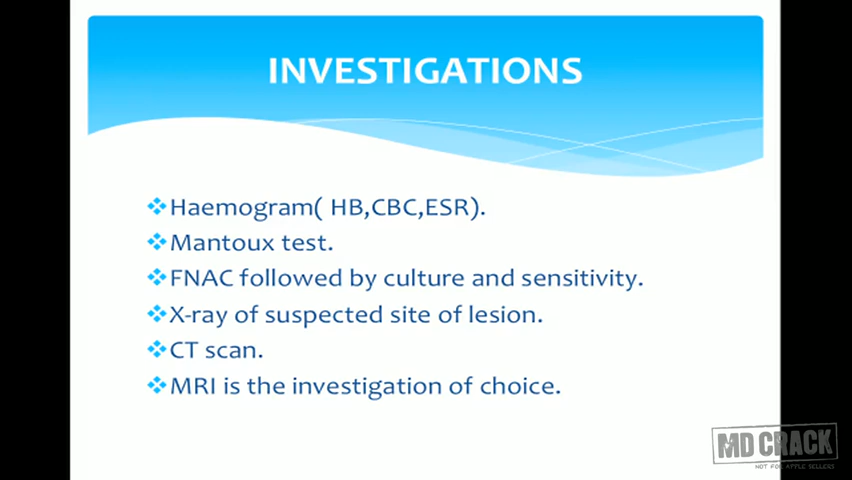 INVESTIGATIONS
Haemogram( HB,CBC,ESR).
Mantoux test.
FNAC followed by culture and sensitivity.
X-ray of suspected site of lesion.
CT scan.
MRI is the investigation of choice.
MD CRACK
NOT FOR APPLE SELLERS